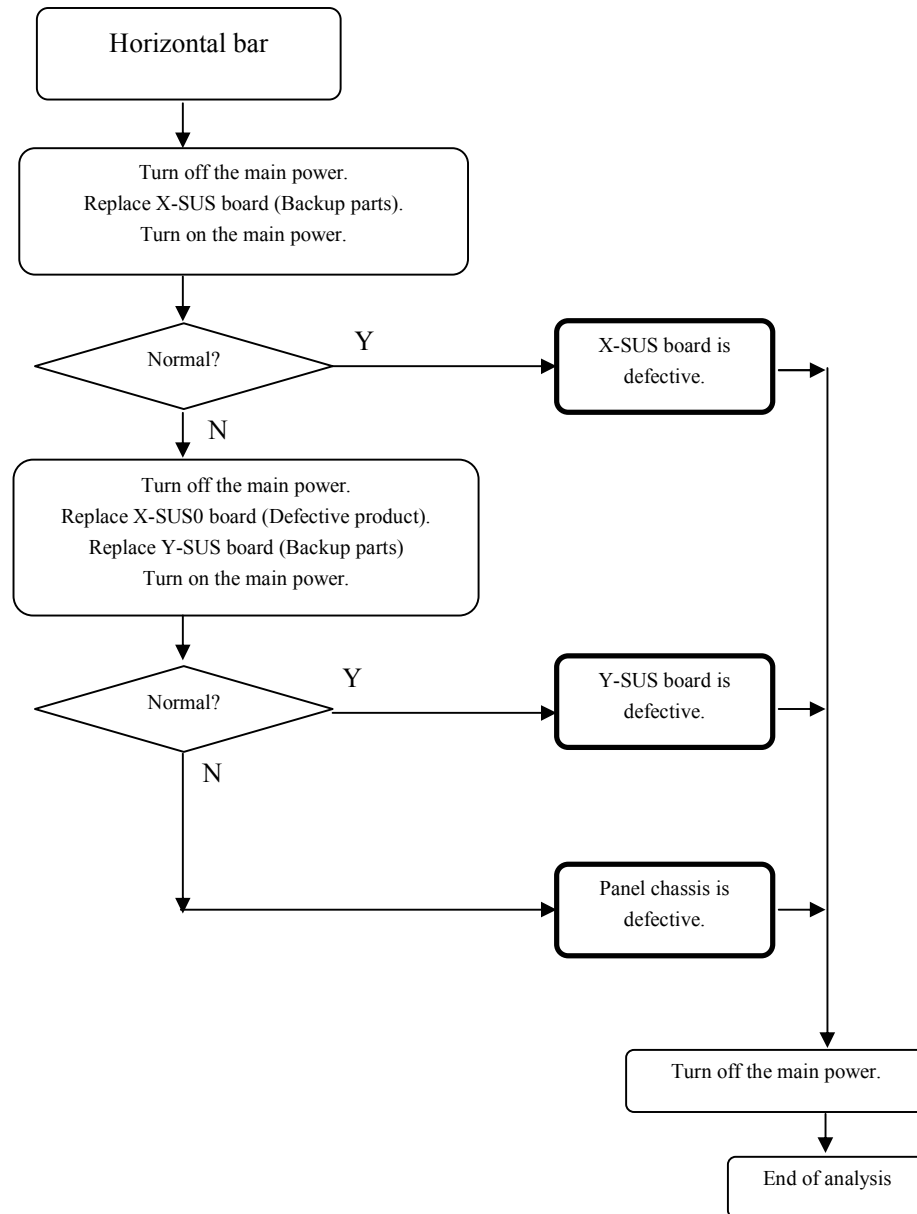 Horizontal bar
Turn off the main power.
Replace X-SUS board (Backup parts).
Turn on the main power.
Normal?
Y
X-SUS board is
defective.
N
Turn off the main power.
Replace X-SUS0 board (Defective product).
Replace Y-SUS board (Backup parts)
Turn on the main power.
Normal?
Y
Y-SUS board is
defective.
N
Panel chassis is
defective.
Turn off the main power.
End of analysis